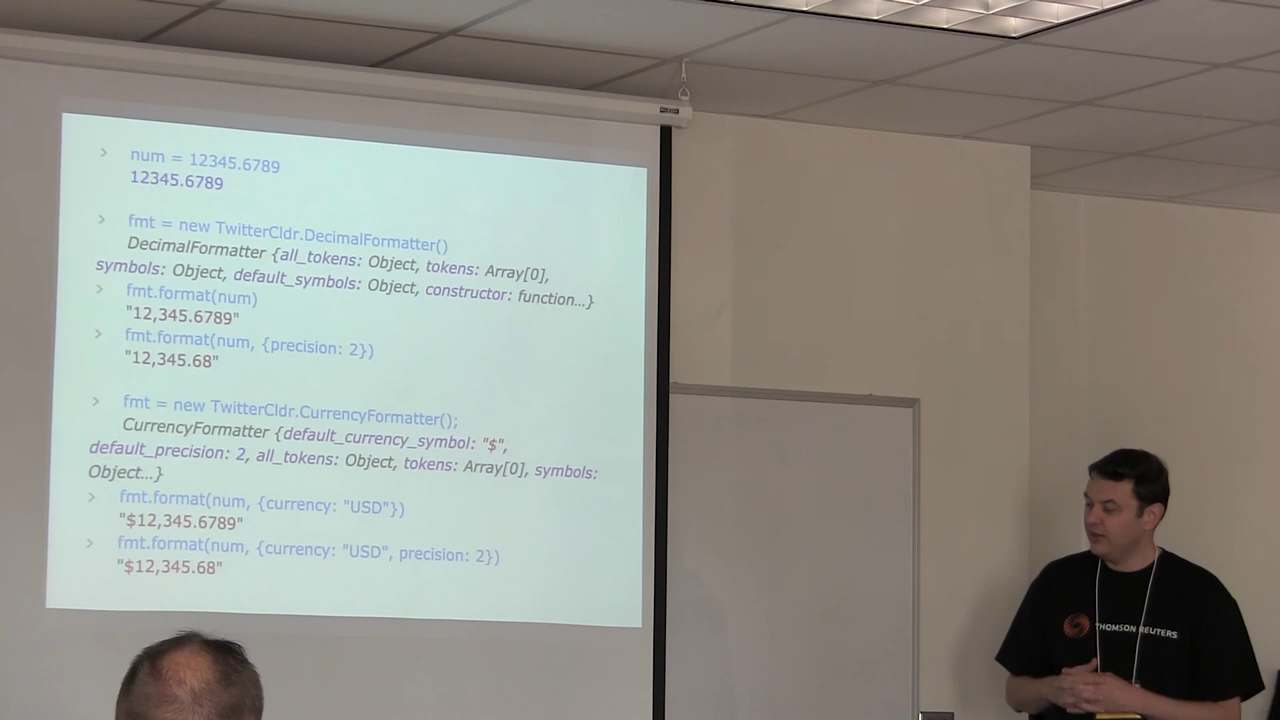 > num = 12345.6789
12345.6789
> fmt = new TwitterCldr.DecimalFormatter()
DecimalFormatter {all_tokens: Object, tokens: Array[0],
symbols: Object, default_symbols: Object, constructor: function…}
> fmt.format(num)
"12,345.6789"
> fmt.format(num, {precision: 2})
"12,345.68"
> fmt = new TwitterCldr.CurrencyFormatter();
CurrencyFormatter {default_currency_symbol: "$",
default_precision: 2, all_tokens: Object, tokens: Array[0], symbols:
Object…}
> fmt.format(num, {currency: "USD"})
"$12,345.6789"
> fmt.format(num, {currency: "USD", precision: 2})
"$12,345.68"
THOMSON REUTERS